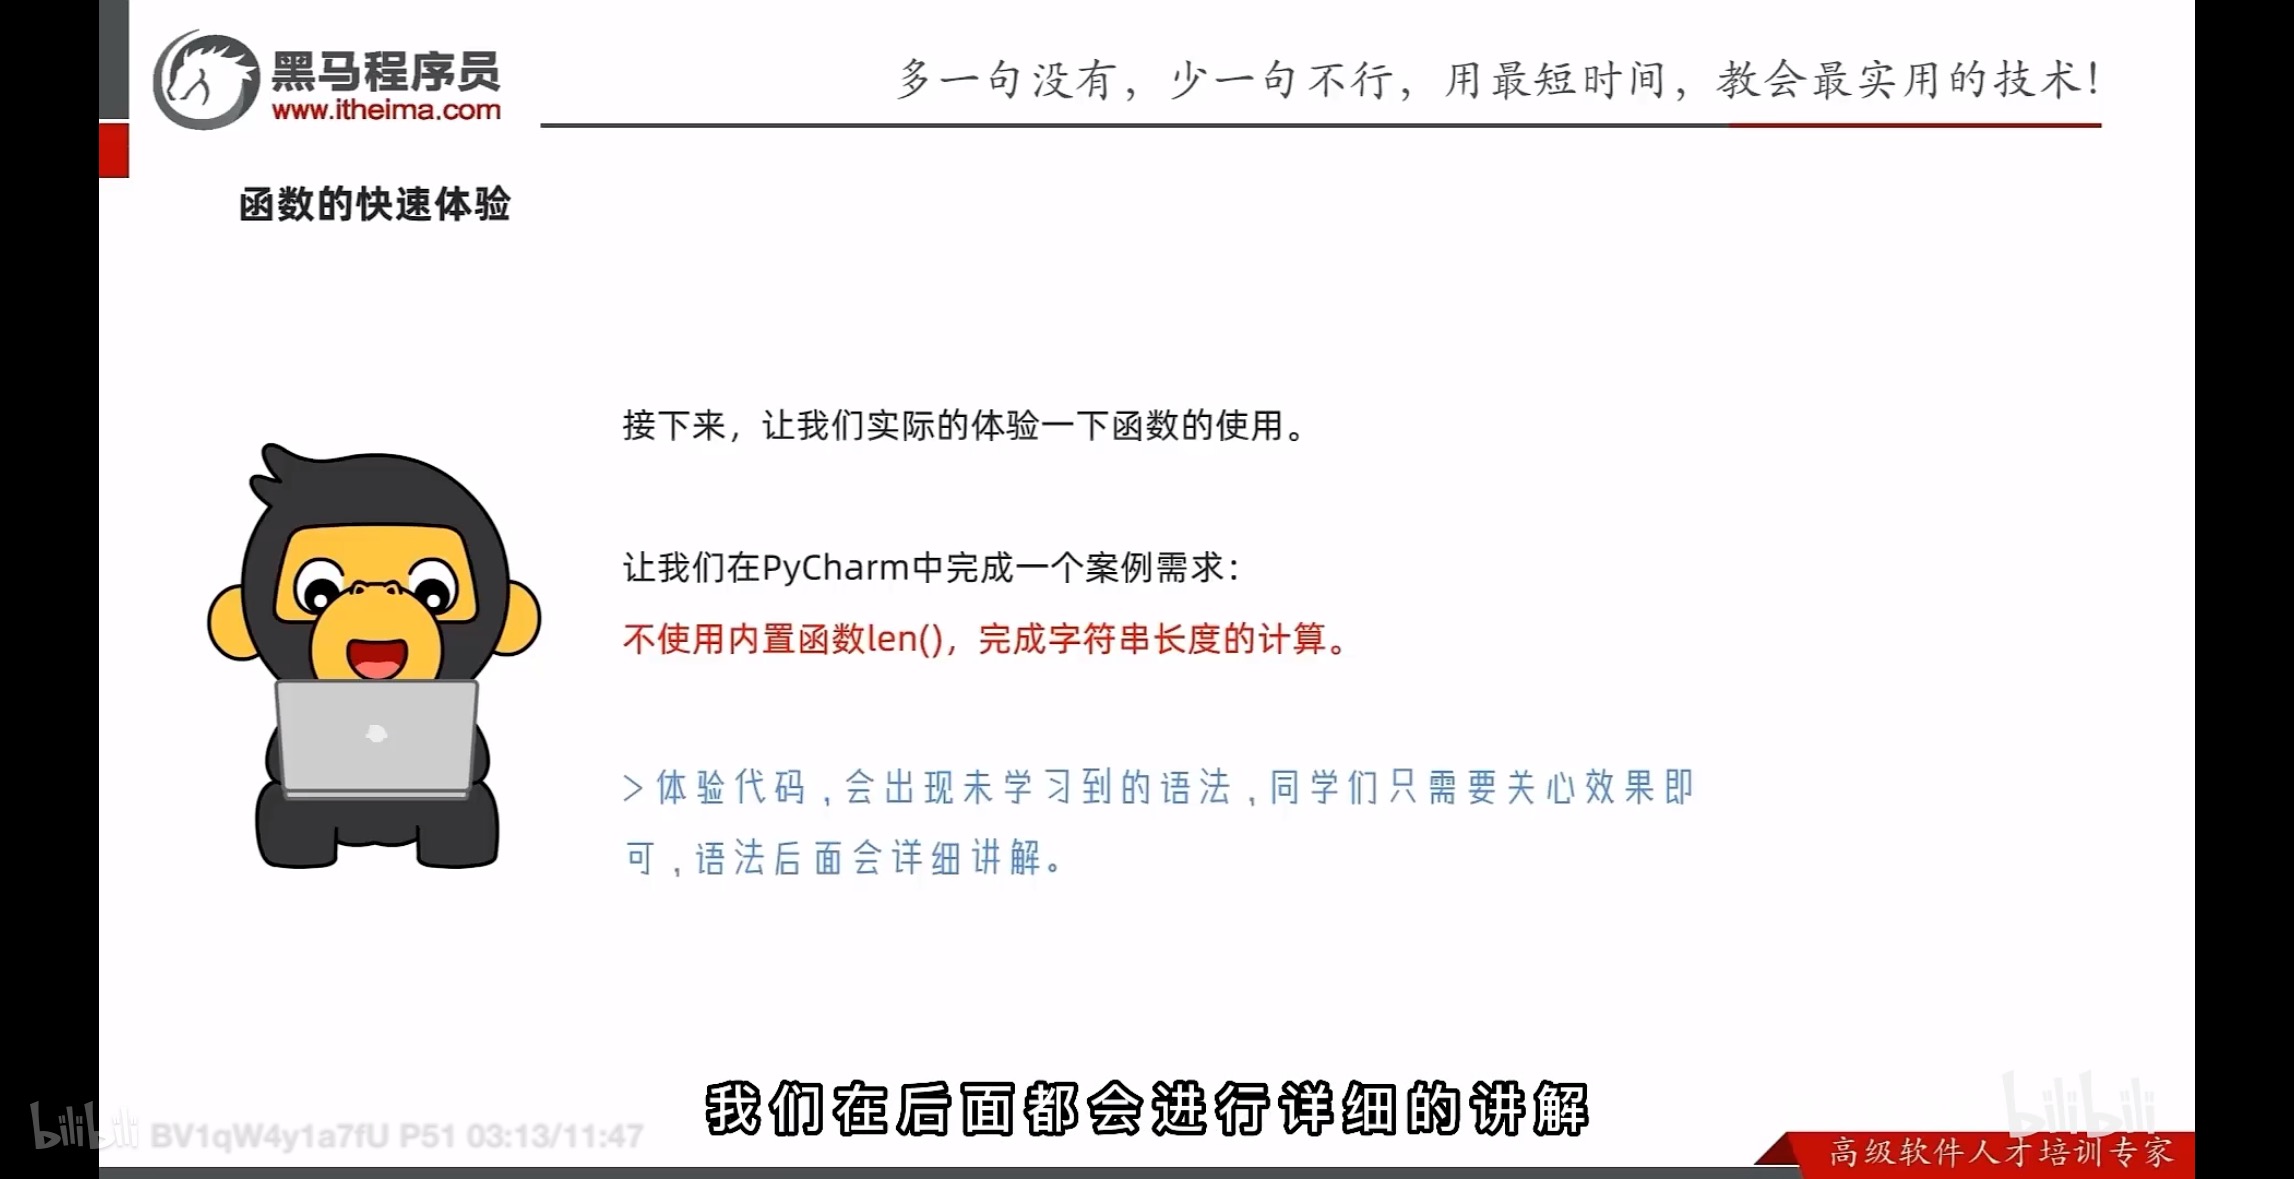 黑马程序员
www.itheima.com
多一句没有，少一句不行，用最短时间，教会最实用的技术！
函数的快速体验
接下来，让我们实际的体验一下函数的使用。
让我们在PyCharm中完成一个案例需求：
不使用内置函数len()，完成字符串长度的计算。
> 体验代码，会出现未学习到的语法，同学们只需要关心效果即
可，语法后面会详细讲解。
我们在后面都会进行详细的讲解
bilibili BV1qW4y1a7fU P51 03:13/11:47
bilibili
高级软件人才培训专家